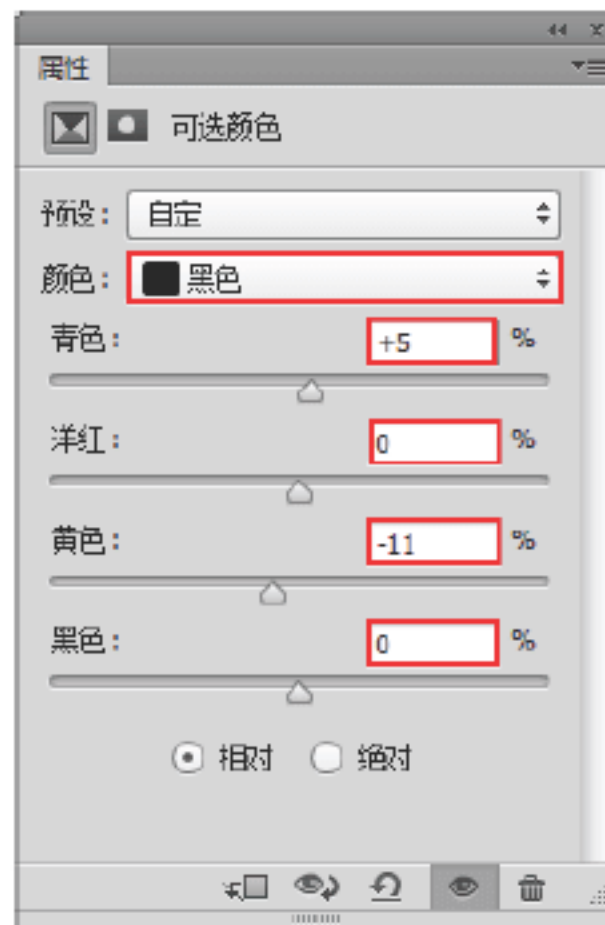 属性
可选颜色
预设： 自定
颜色： 黑色
青色： +5 %
洋红： 0 %
黄色： -11 %
黑色： 0 %
相对 绝对